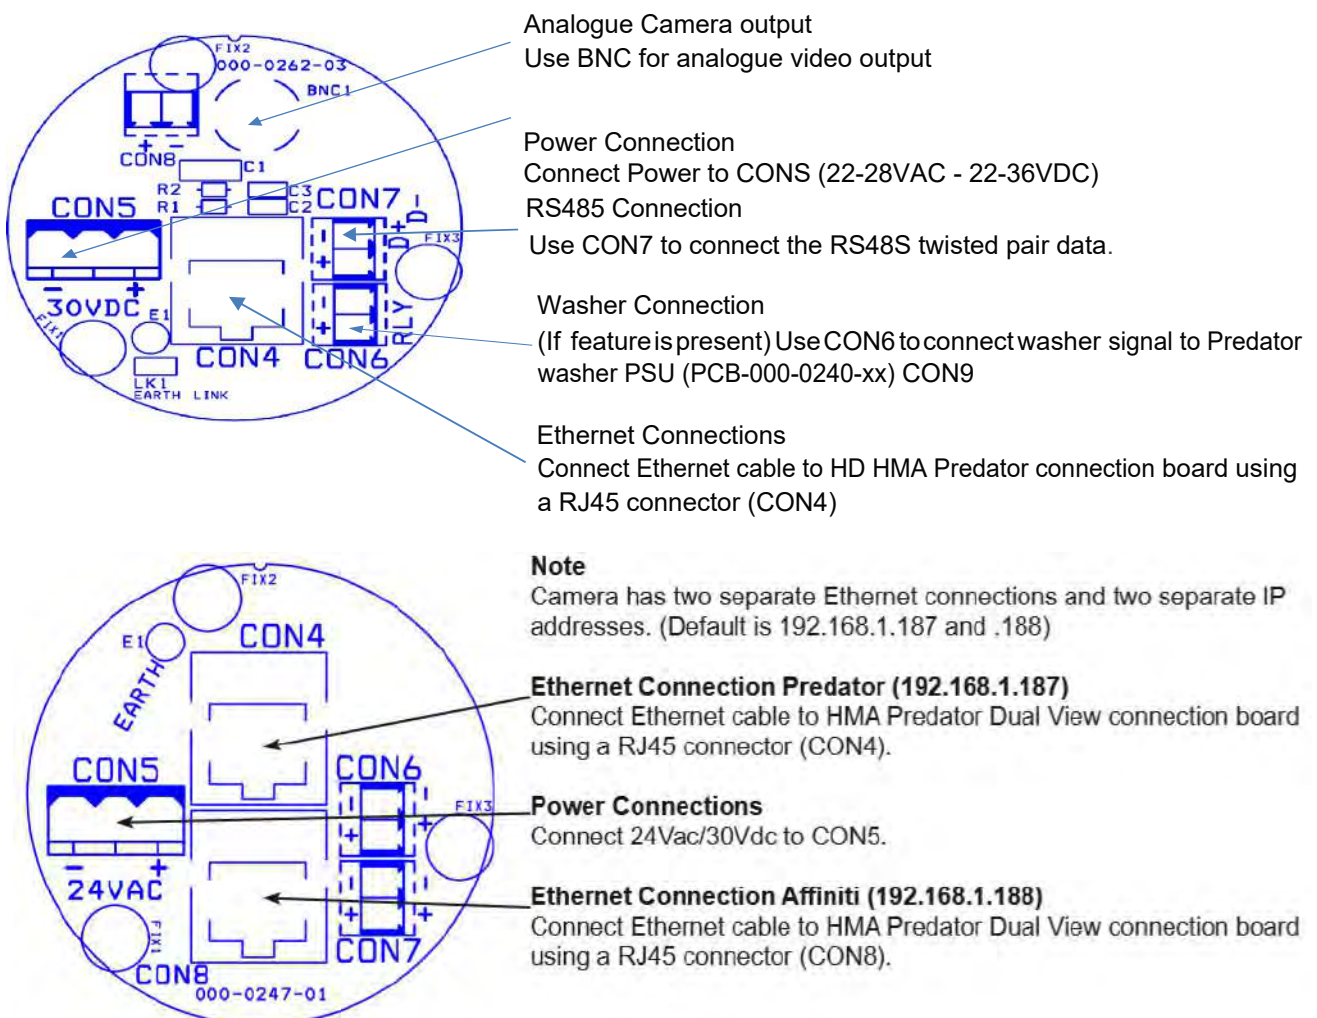 Analogue Camera output
Use BNC for analogue video output
Power Connection
Connect Power to CONS (22-28VAC - 22-36VDC)
RS485 Connection
Use CON7 to connect the RS48S twisted pair data.
Washer Connection
(If feature is present) Use CON6 to connect washer signal to Predator
washer PSU (PCB-000-0240-xx) CON9
Ethernet Connections
Connect Ethernet cable to HD HMA Predator connection board using
a RJ45 connector (CON4)
FIX2
000-0262-03
BNC1
+ -
CON8
C1
R2
C3
R1
C2
CON5
CON7
- +
D+ D-
FIX3
- +
30VDC
E1
FIX1
CON4
- +
RLY
CON6
LK1
EARTH LINK
Note
Camera has two separate Ethernet connections and two separate IP
addresses. (Default is 192.168.1.187 and .188)
Ethernet Connection Predator (192.168.1.187)
Connect Ethernet cable to HMA Predator Dual View connection board
using a RJ45 connector (CON4).
Power Connections
Connect 24Vac/30Vdc to CON5.
Ethernet Connection Affiniti (192.168.1.188)
Connect Ethernet cable to HMA Predator Dual View connection board
using a RJ45 connector (CON8).
FIX2
E1
CON4
EARTH
CON5
CON6
- +
- +
FIX3
- +
24VAC
- +
- +
FIX1
CON7
CON8
000-0247-01